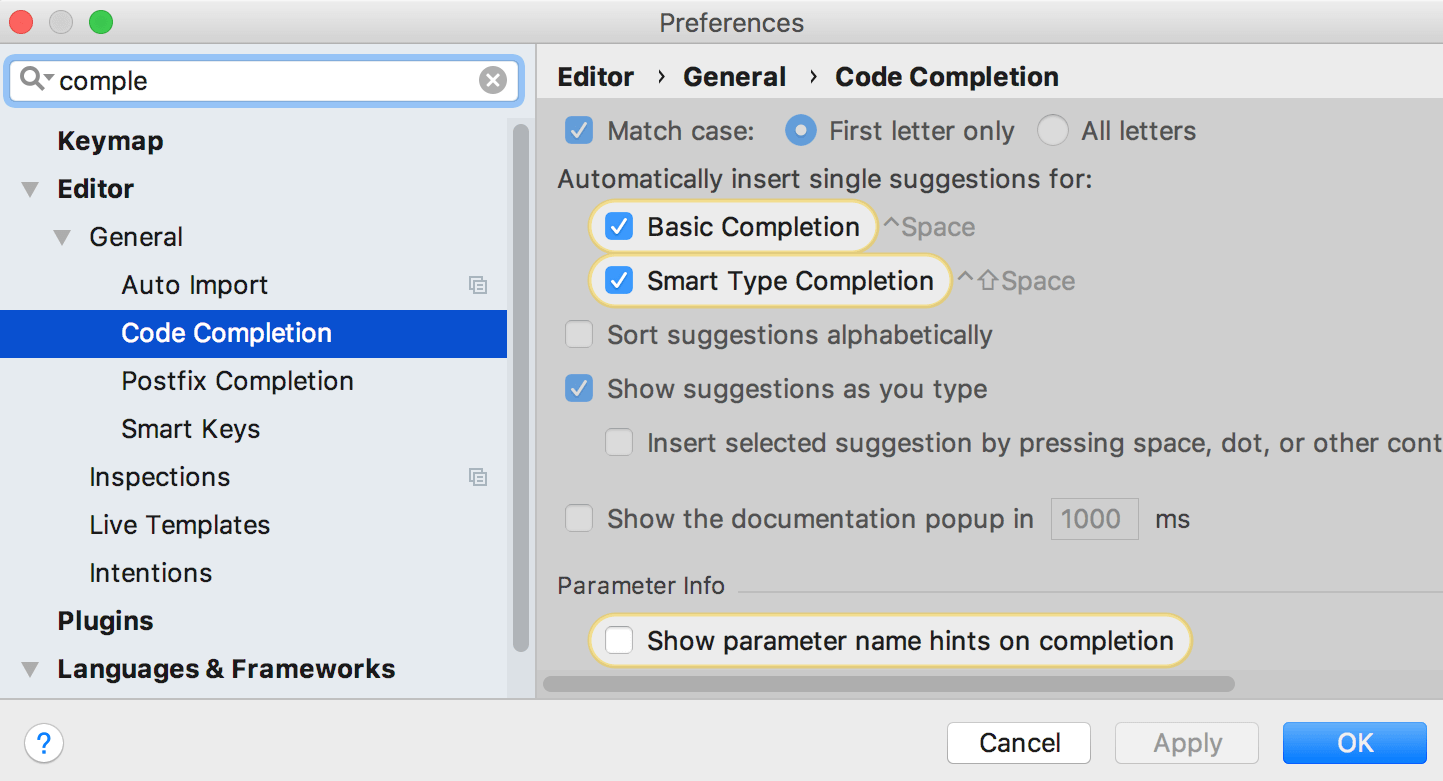 Preferences
comple
Keymap
Editor
General
Auto Import
Code Completion
Postfix Completion
Smart Keys
Inspections
Live Templates
Intentions
Plugins
Languages & Frameworks
Editor › General › Code Completion
Match case: First letter only All letters
Automatically insert single suggestions for:
Basic Completion ^Space
Smart Type Completion ^⇧Space
Sort suggestions alphabetically
Show suggestions as you type
Insert selected suggestion by pressing space, dot, or other cont
Show the documentation popup in 1000 ms
Parameter Info
Show parameter name hints on completion
? Cancel Apply OK